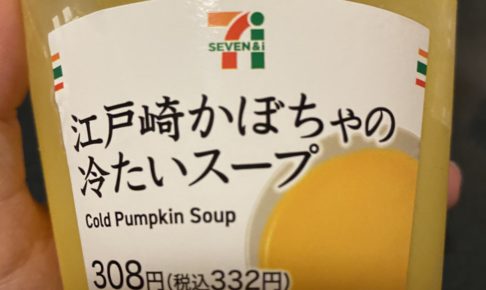 SEVEN&i
江戸崎かぼちゃの
冷たいスープ
Cold Pumpkin Soup
308円(税込332円)